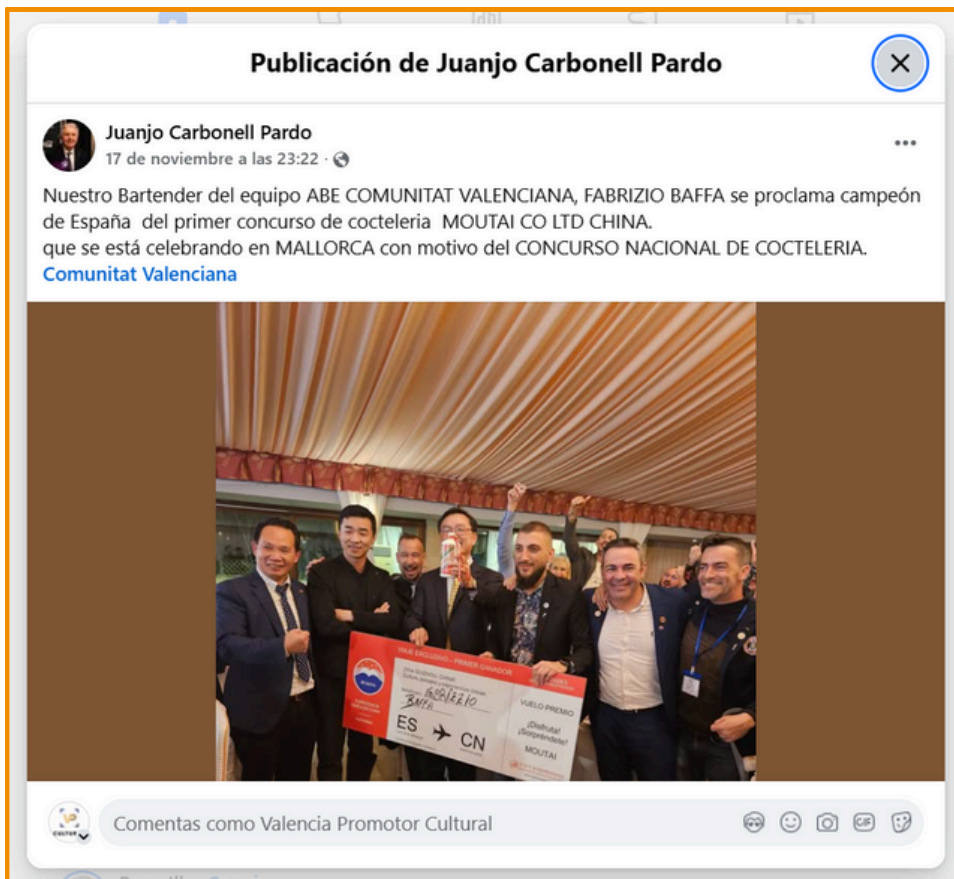 Publicación de Juanjo Carbonell Pardo
Juanjo Carbonell Pardo
17 de noviembre a las 23:22
Nuestro Bartender del equipo ABE COMUNITAT VALENCIANA, FABRIZIO BAFFA se proclama campeón
de España del primer concurso de cocteleria MOUTAI CO LTD CHINA.
que se está celebrando en MALLORCA con motivo del CONCURSO NACIONAL DE COCTELERIA.
Comunitat Valenciana
VIAJE EXCLUSIVO – PRIMER GANADOR
BAFFA
ES CN
VUELO PREMIO
¡Disfruta!
¡Sorpréndete!
MOUTAI
Comentas como Valencia Promotor Cultural
GIF